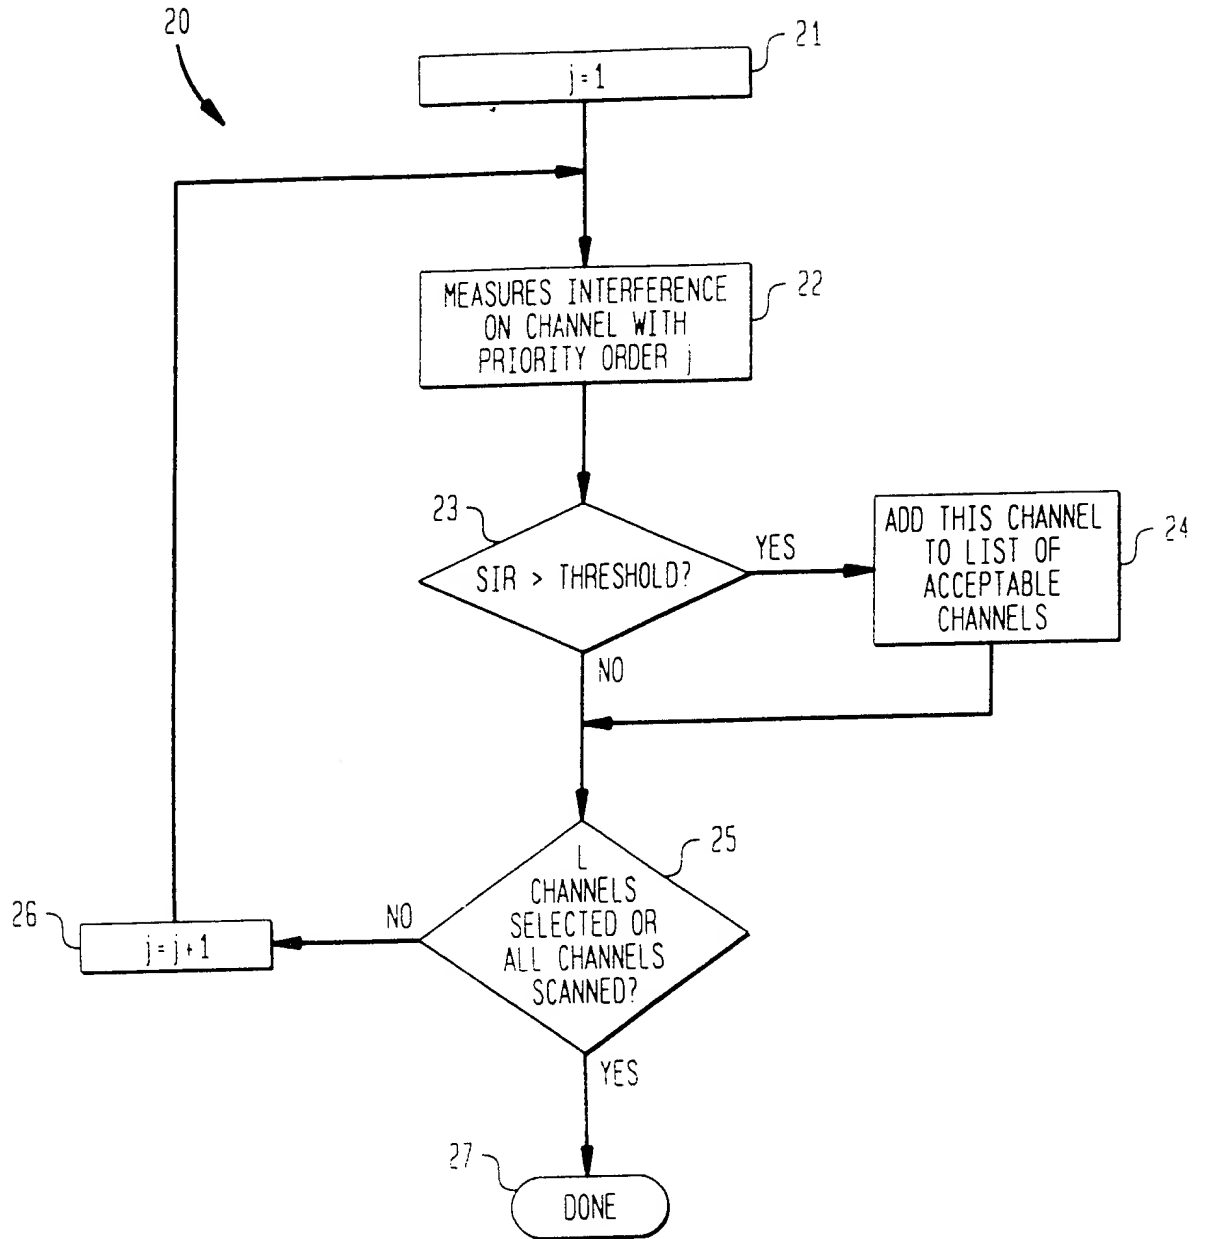 20
21
j=1
MEASURES INTERFERENCE
ON CHANNEL WITH
PRIORITY ORDER j
22
23
SIR > THRESHOLD?
YES
NO
ADD THIS CHANNEL
TO LIST OF
ACCEPTABLE
CHANNELS
24
L
CHANNELS
SELECTED OR
ALL CHANNELS
SCANNED?
25
NO
YES
26
j=j+1
27
DONE